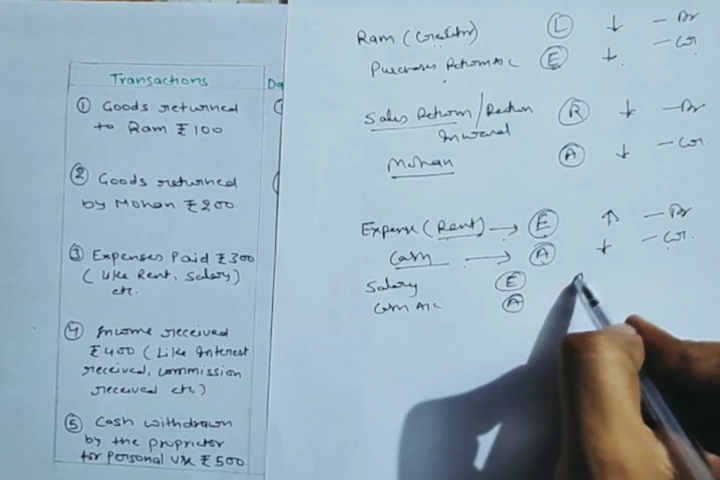 Transactions
① Goods returned
to Ram ₹100
② Goods returned
by Mohan ₹200.
③ Expenses Paid ₹300
(Like Rent, Salary)
etc.
④ Income received
₹400 (Like Interest
received, commission
received etc)
⑤ Cash withdrawn
by the proprietor
for personal use ₹500
Ram (Creditor) Ⓛ ↓ – Dr
Purchases Return A/c Ⓔ ↓ – Cr.
Sales Return / Return Ⓡ ↓ – Dr
Inward
Mohan Ⓐ ↓ – Cr.
Expense (Rent) → Ⓔ ↑ – Dr
Cash → Ⓐ ↓ – Cr.
Salary Ⓔ
Cash A/c Ⓐ